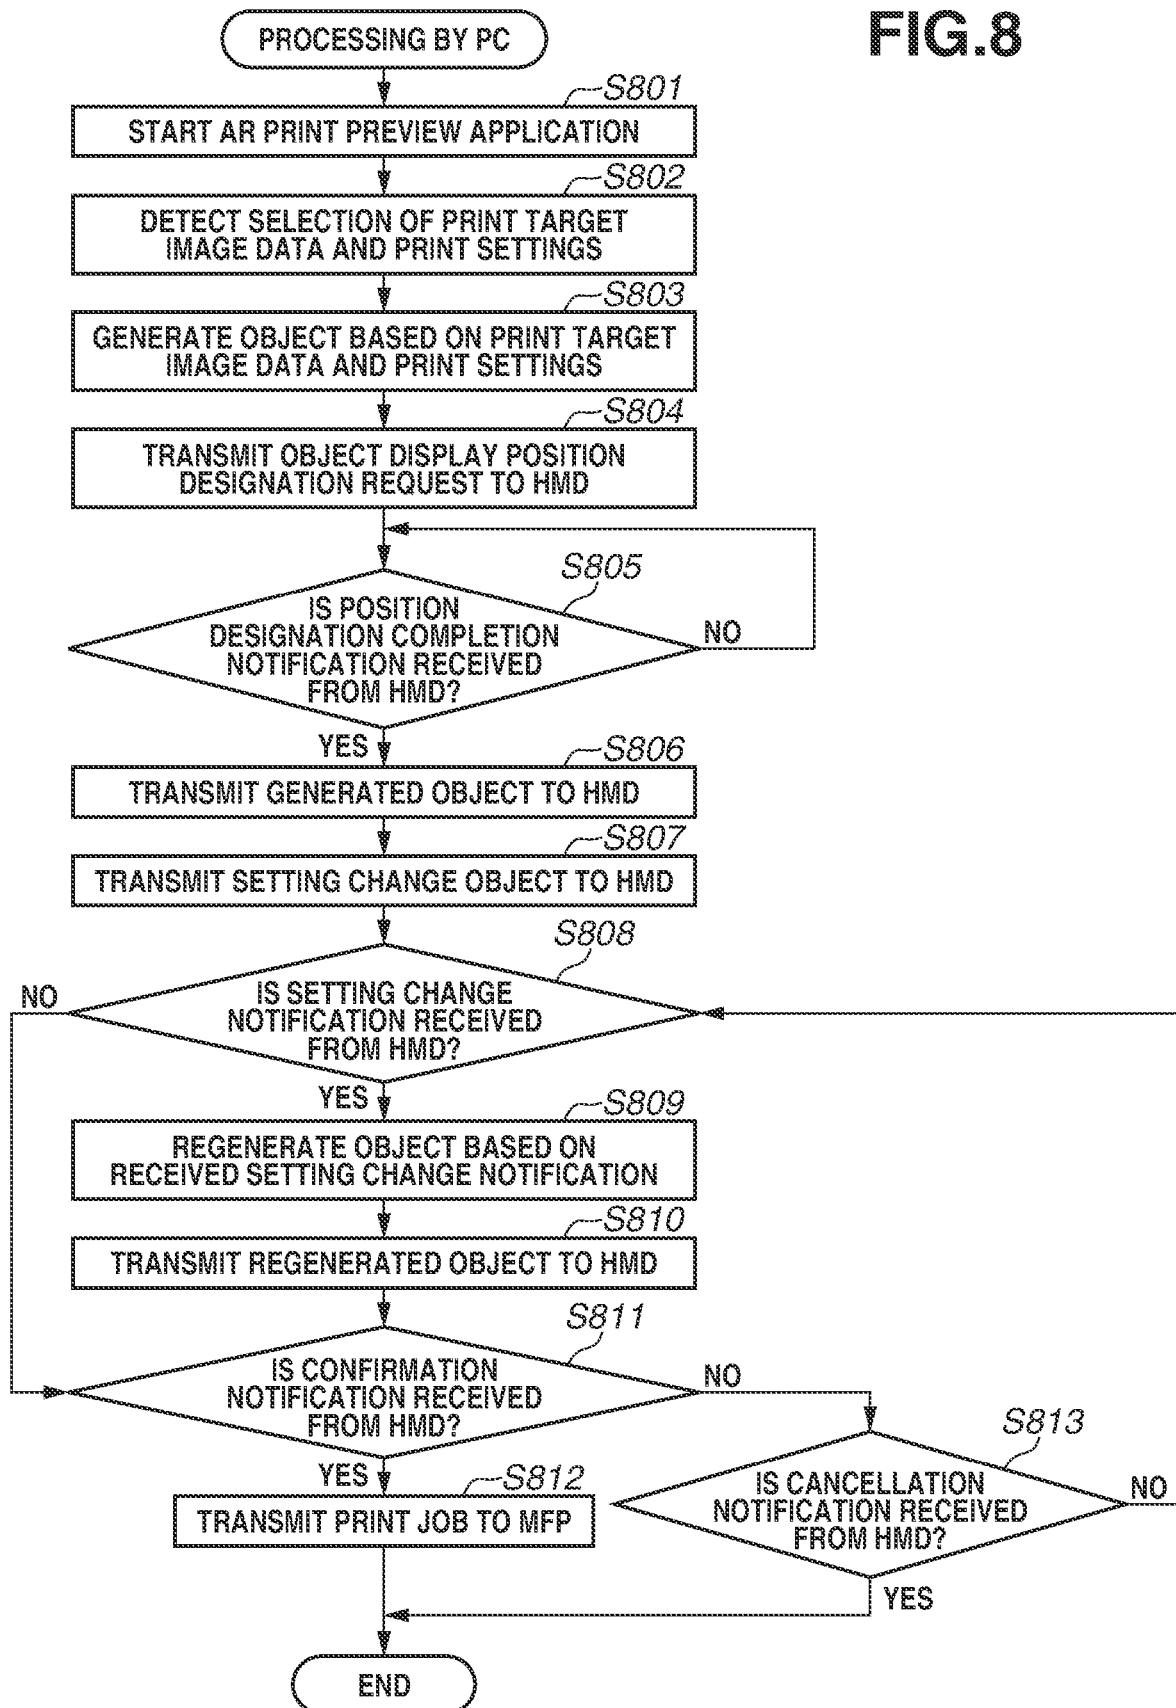 FIG.8
PROCESSING BY PC
S801
START AR PRINT PREVIEW APPLICATION
S802
DETECT SELECTION OF PRINT TARGET
IMAGE DATA AND PRINT SETTINGS
S803
GENERATE OBJECT BASED ON PRINT TARGET
IMAGE DATA AND PRINT SETTINGS
S804
TRANSMIT OBJECT DISPLAY POSITION
DESIGNATION REQUEST TO HMD
S805
IS POSITION
DESIGNATION COMPLETION
NOTIFICATION RECEIVED
FROM HMD?
NO
YES
S806
TRANSMIT GENERATED OBJECT TO HMD
S807
TRANSMIT SETTING CHANGE OBJECT TO HMD
S808
NO
IS SETTING CHANGE
NOTIFICATION RECEIVED
FROM HMD?
YES
S809
REGENERATE OBJECT BASED ON
RECEIVED SETTING CHANGE NOTIFICATION
S810
TRANSMIT REGENERATED OBJECT TO HMD
S811
IS CONFIRMATION
NOTIFICATION RECEIVED
FROM HMD?
NO
YES
S812
TRANSMIT PRINT JOB TO MFP
S813
IS CANCELLATION
NOTIFICATION RECEIVED
FROM HMD?
NO
YES
END